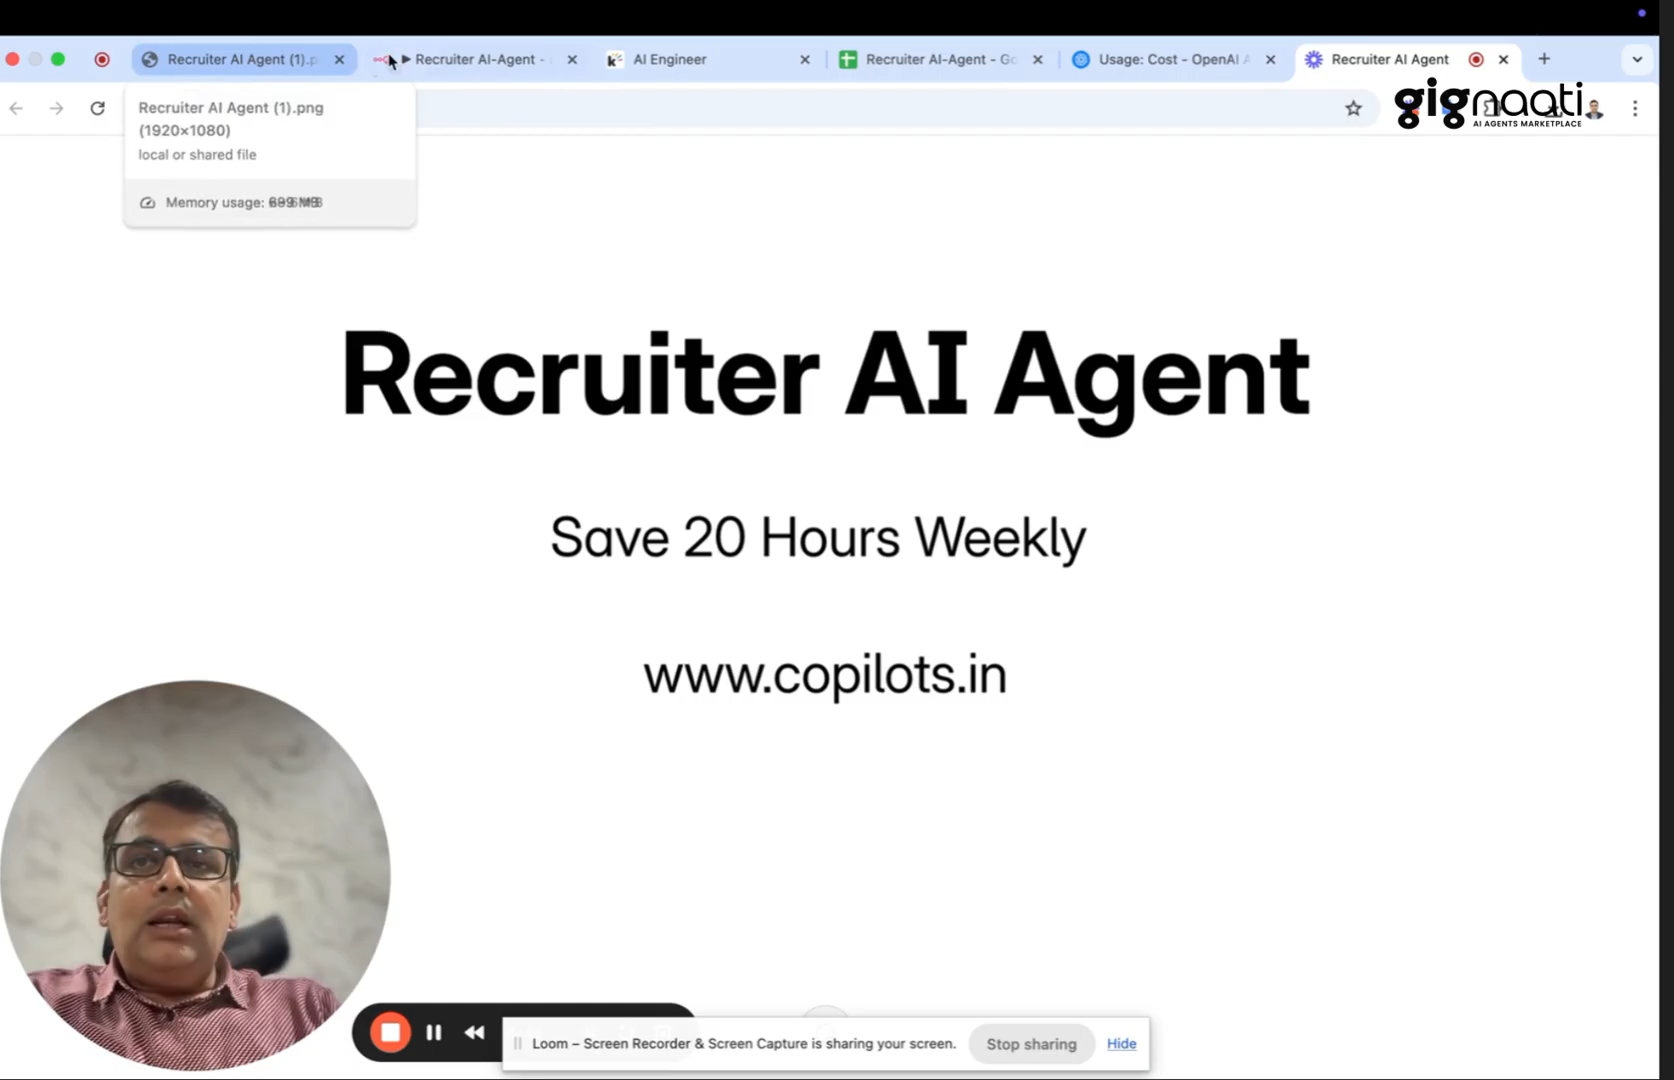 Recruiter AI Agent (1).p
Recruiter AI-Agent -
AI Engineer
Recruiter AI-Agent - Go
Usage: Cost - OpenAI A
Recruiter AI Agent
gignaati
AI AGENTS MARKETPLACE
Recruiter AI Agent (1).png
(1920×1080)
local or shared file
Memory usage:
Recruiter AI Agent
Save 20 Hours Weekly
www.copilots.in
Loom – Screen Recorder & Screen Capture is sharing your screen.
Stop sharing
Hide